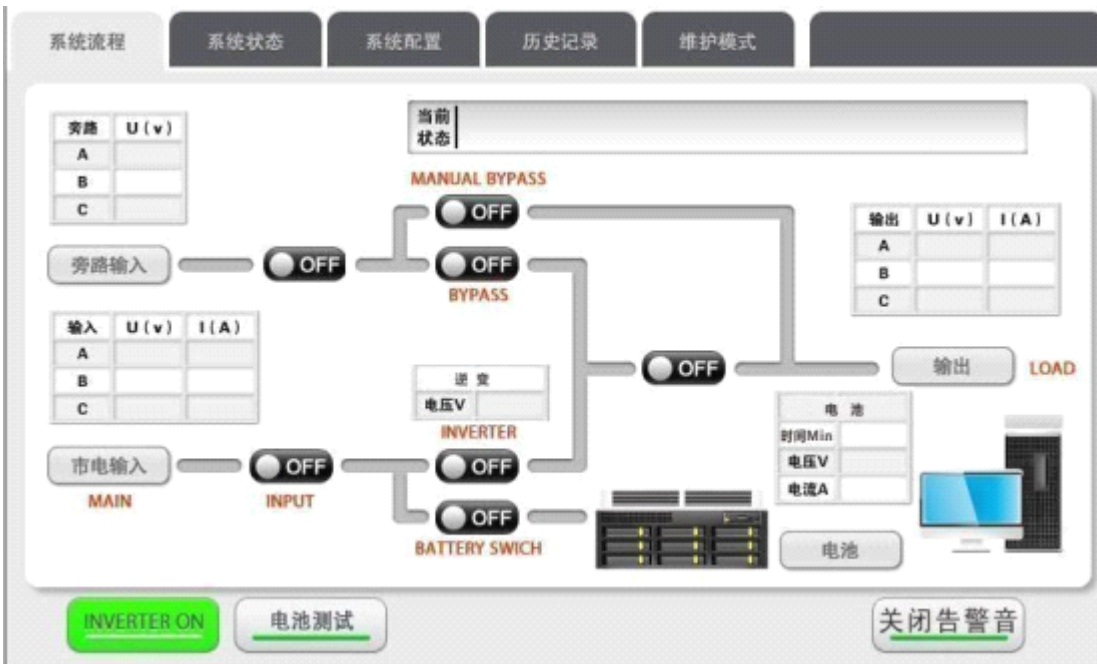 系统流程 系统状态 系统配置 历史记录 维护模式
当前
状态
旁路 U(v)
A
B
C
MANUAL BYPASS
OFF
旁路输入 OFF OFF
BYPASS
输出 U(v) I(A)
A
B
C
输入 U(v) I(A)
A
B
C
OFF 输出 LOAD
逆 变
电压V
INVERTER
电 池
时间Min
电压V
电流A
市电输入 OFF OFF
MAIN INPUT
OFF
BATTERY SWICH
电池
INVERTER ON 电池测试 关闭告警音